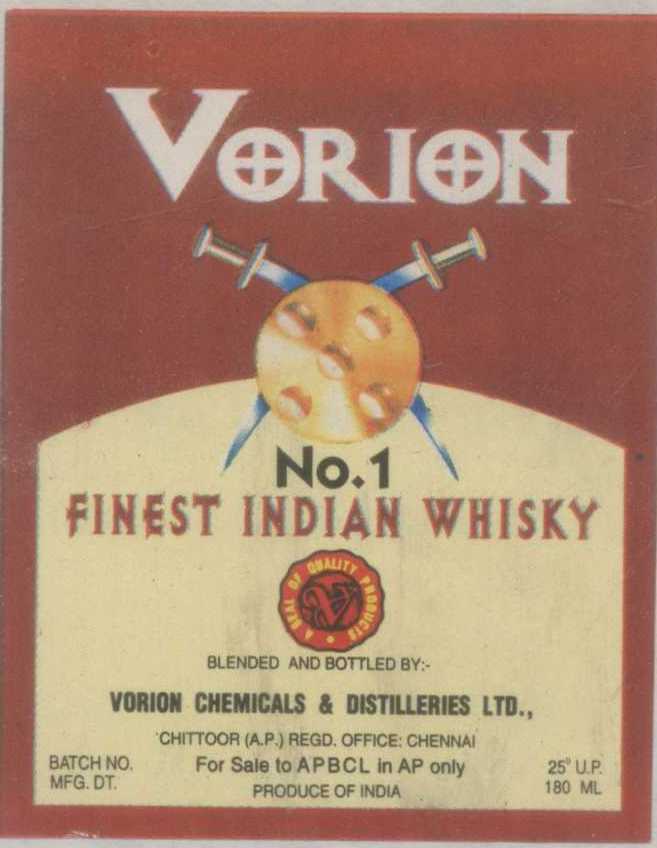 VORION
No.1
FINEST INDIAN WHISKY
A SEAL OF QUALITY PRODUCTS
V
BLENDED AND BOTTLED BY:-
VORION CHEMICALS & DISTILLERIES LTD.,
CHITTOOR (A.P.) REGD. OFFICE: CHENNAI
BATCH NO. For Sale to APBCL in AP only 25° U.P.
MFG. DT. PRODUCE OF INDIA 180 ML